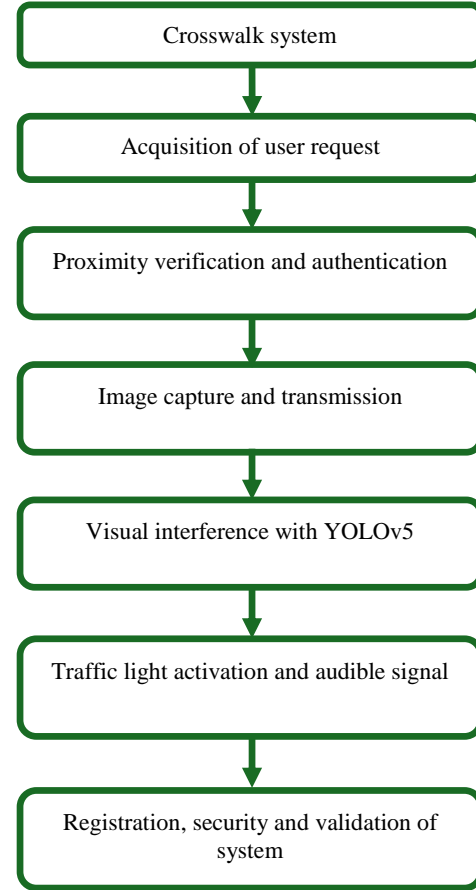 Crosswalk system
Acquisition of user request
Proximity verification and authentication
Image capture and transmission
Visual interference with YOLOv5
Traffic light activation and audible signal
Registration, security and validation of
system